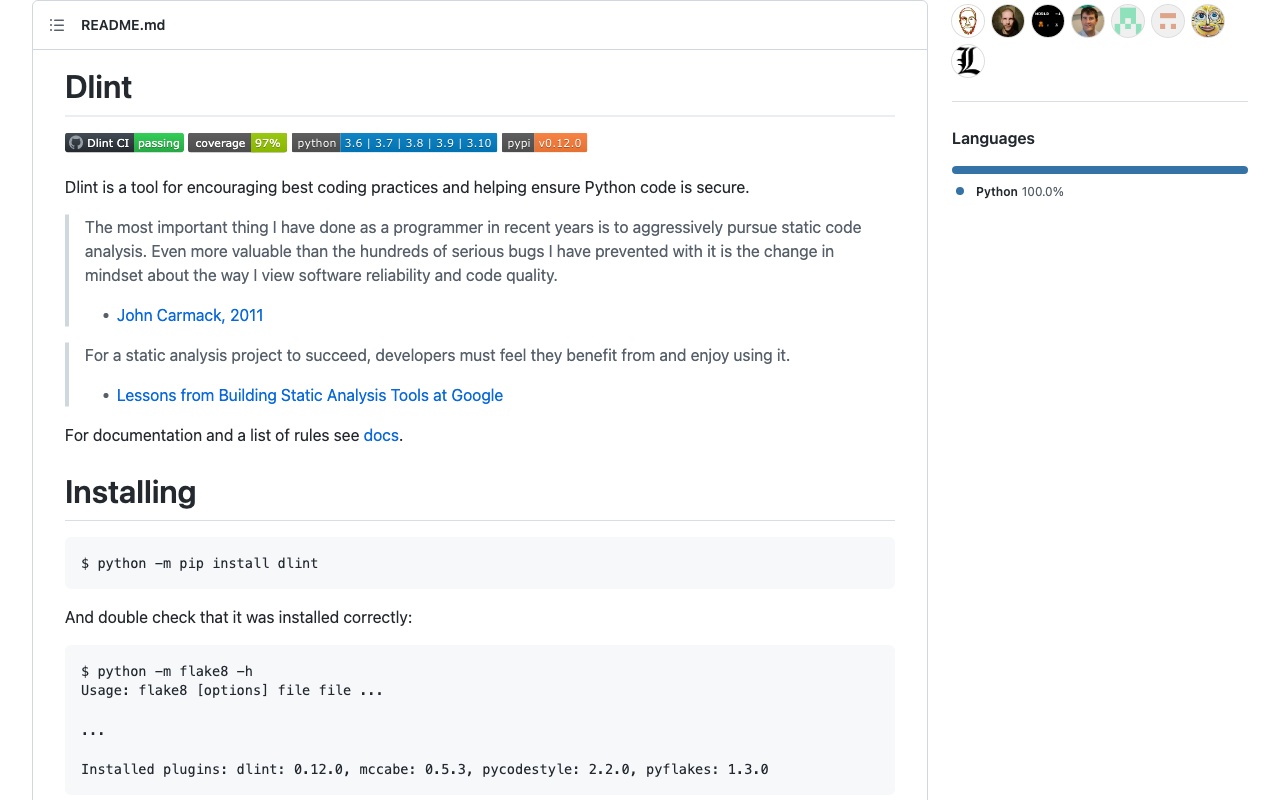 README.md
Dlint
Dlint CI passing coverage 97% python 3.6 | 3.7 | 3.8 | 3.9 | 3.10 pypi v0.12.0
Dlint is a tool for encouraging best coding practices and helping ensure Python code is secure.
The most important thing I have done as a programmer in recent years is to aggressively pursue static code
analysis. Even more valuable than the hundreds of serious bugs I have prevented with it is the change in
mindset about the way I view software reliability and code quality.
• John Carmack, 2011
For a static analysis project to succeed, developers must feel they benefit from and enjoy using it.
• Lessons from Building Static Analysis Tools at Google
For documentation and a list of rules see docs.
Installing
$ python -m pip install dlint
And double check that it was installed correctly:
$ python -m flake8 -h
Usage: flake8 [options] file file ...
...
Installed plugins: dlint: 0.12.0, mccabe: 0.5.3, pycodestyle: 2.2.0, pyflakes: 1.3.0
L
Languages
Python 100.0%